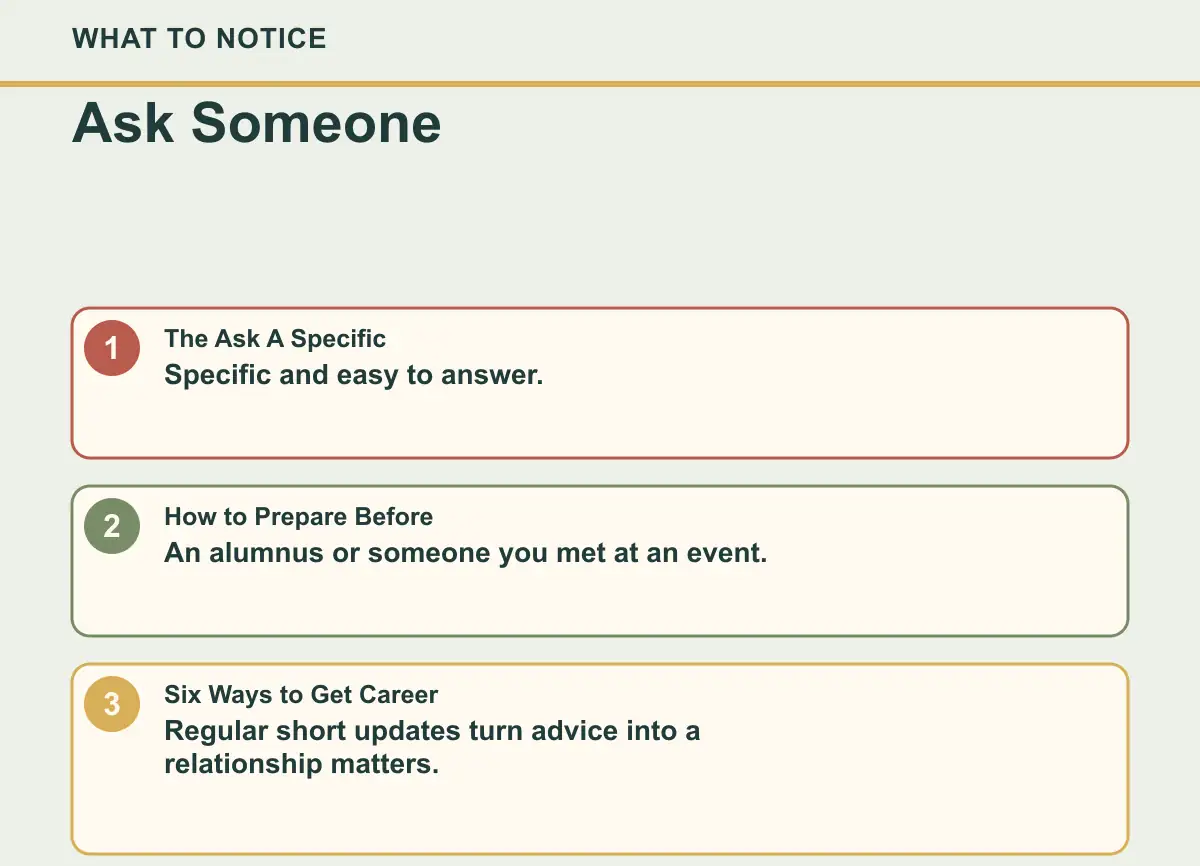 WHAT TO NOTICE
Ask Someone
1
The Ask A Specific
Specific and easy to answer.
2
How to Prepare Before
An alumnus or someone you met at an event.
3
Six Ways to Get Career
Regular short updates turn advice into a
relationship matters.